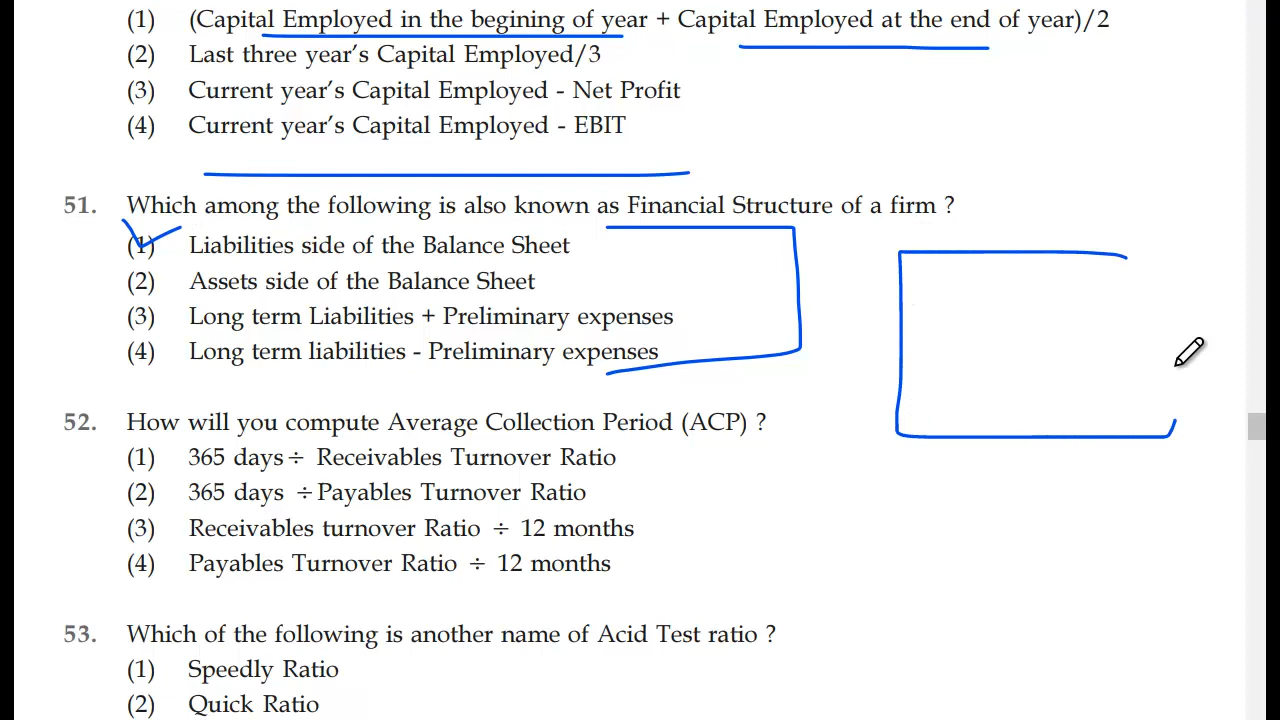 (1) (Capital Employed in the begining of year + Capital Employed at the end of year)/2
(2) Last three year's Capital Employed/3
(3) Current year's Capital Employed - Net Profit
(4) Current year's Capital Employed - EBIT
51. Which among the following is also known as Financial Structure of a firm ?
(1) Liabilities side of the Balance Sheet
(2) Assets side of the Balance Sheet
(3) Long term Liabilities + Preliminary expenses
(4) Long term liabilities - Preliminary expenses
52. How will you compute Average Collection Period (ACP) ?
(1) 365 days ÷ Receivables Turnover Ratio
(2) 365 days ÷ Payables Turnover Ratio
(3) Receivables turnover Ratio ÷ 12 months
(4) Payables Turnover Ratio ÷ 12 months
53. Which of the following is another name of Acid Test ratio ?
(1) Speedly Ratio
(2) Quick Ratio